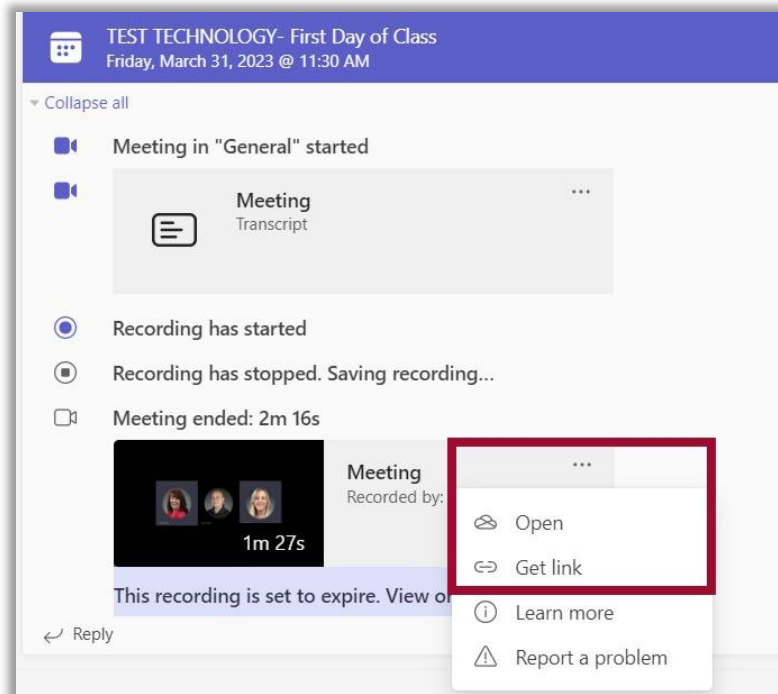 TEST TECHNOLOGY- First Day of Class
Friday, March 31, 2023 @ 11:30 AM
Collapse all
Meeting in "General" started
Meeting
Transcript
Recording has started
Recording has stopped. Saving recording...
Meeting ended: 2m 16s
Meeting
Recorded by:
1m 27s
Open
Get link
This recording is set to expire. View
Learn more
Reply
Report a problem